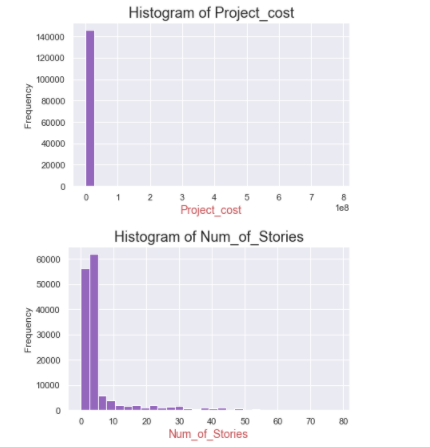 Histogram of Project_cost
140000
120000
100000
80000
60000
40000
20000
0
Frequency
0 1 2 3 4 5 6 7 8
1e8
Project_cost
Histogram of Num_of_Stories
60000
50000
40000
30000
20000
10000
0
Frequency
0 10 20 30 40 50 60 70 80
Num_of_Stories